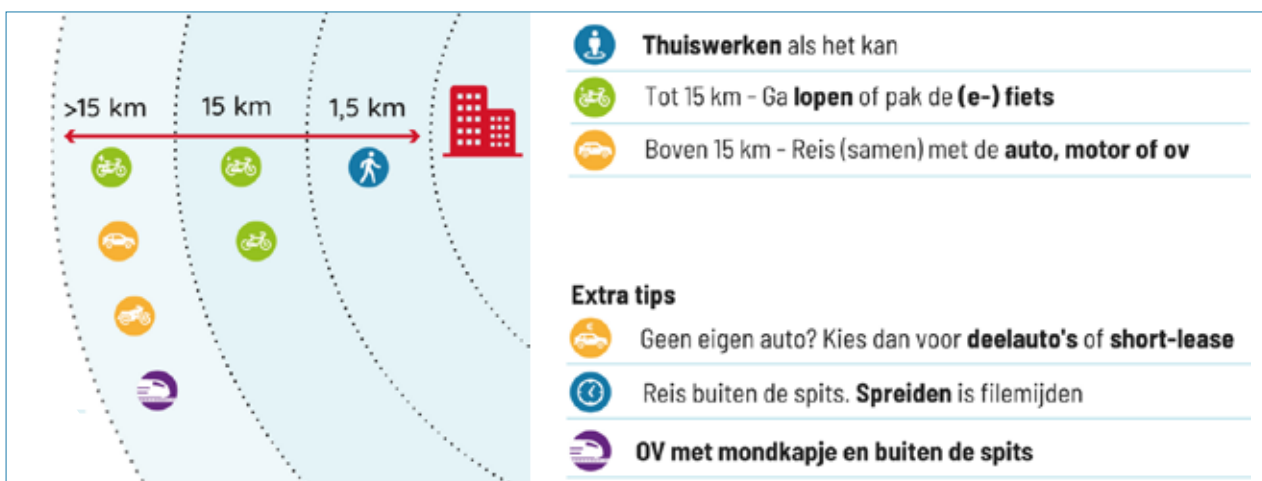 >15 km
15 km
1,5 km
Thuiswerken als het kan
Tot 15 km - Ga lopen of pak de (e-) fiets
Boven 15 km - Reis (samen) met de auto, motor of ov
Extra tips
Geen eigen auto? Kies dan voor deelauto's of short-lease
Reis buiten de spits. Spreiden is filemijden
OV met mondkapje en buiten de spits